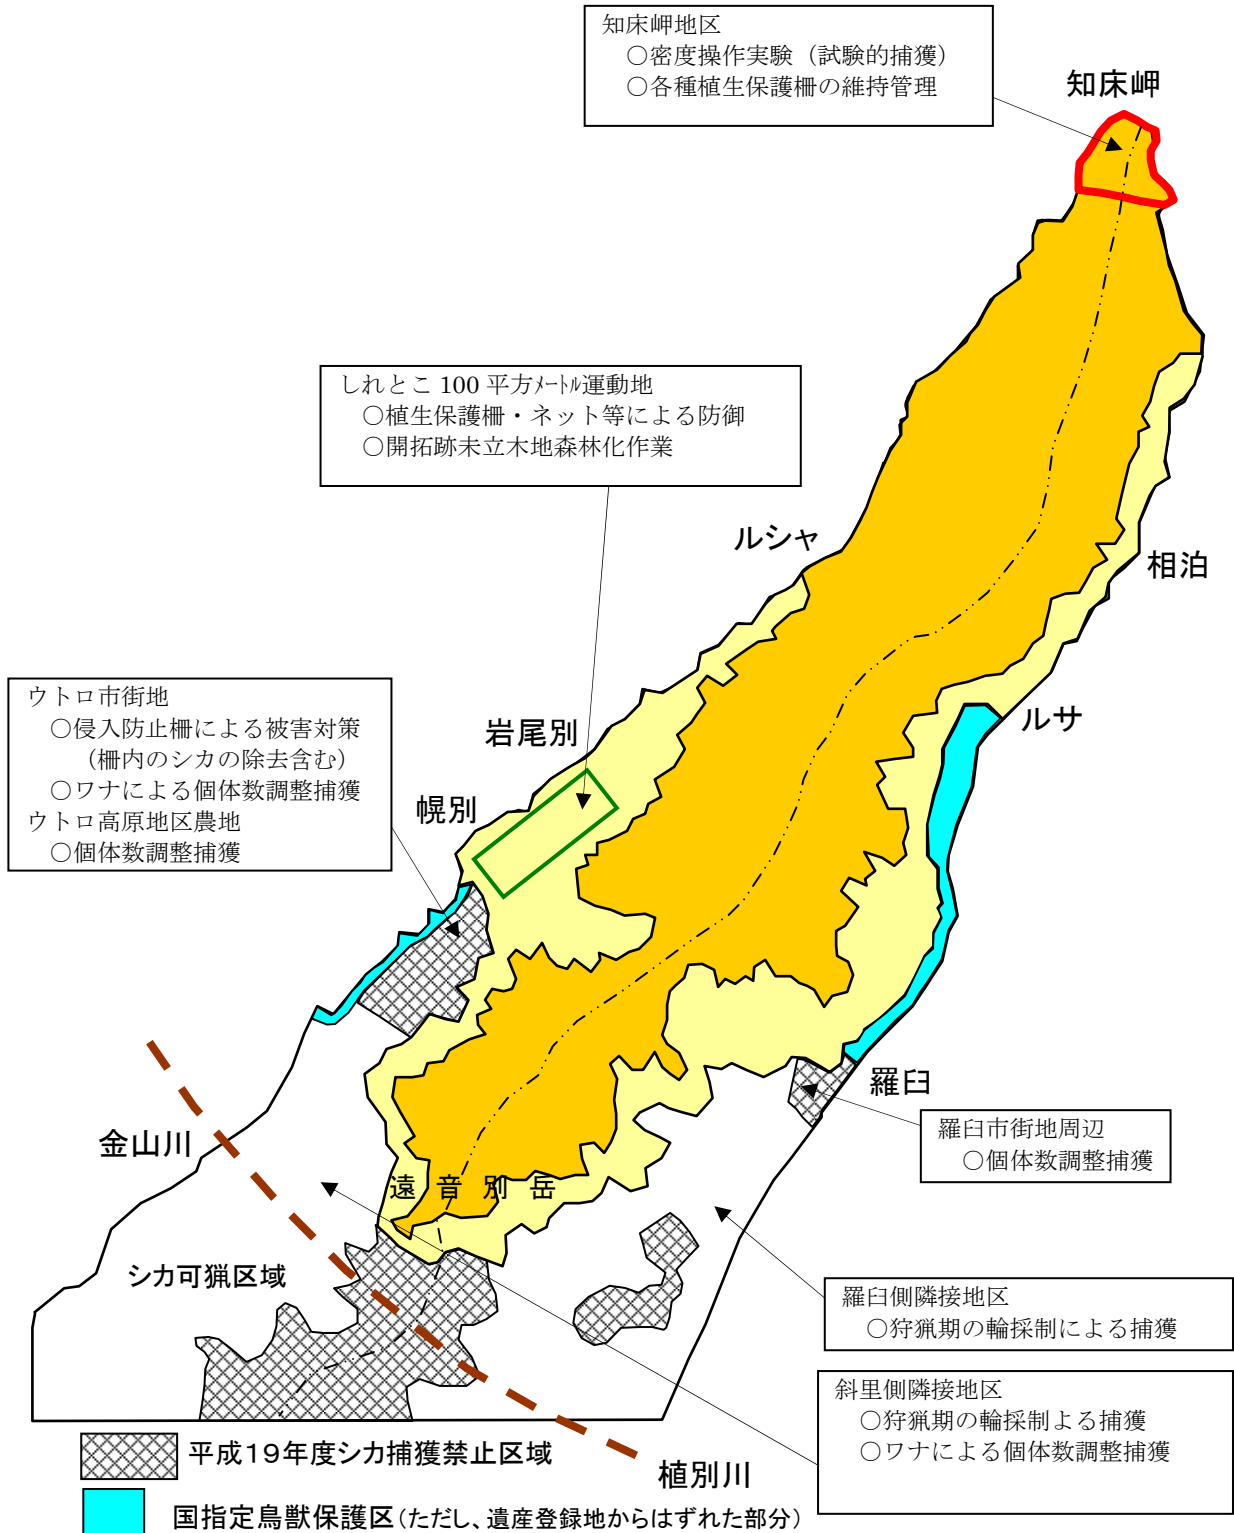 知床岬地区
○密度操作実験（試験的捕獲）
○各種植生保護柵の維持管理
知床岬
しれとこ 100 平方メートル運動地
○植生保護柵・ネット等による防御
○開拓跡未立木地森林化作業
ルシャ
相泊
ウトロ市街地
○侵入防止柵による被害対策
（柵内のシカの除去含む）
○ワナによる個体数調整捕獲
ウトロ高原地区農地
○個体数調整捕獲
岩尾別
ルサ
幌別
羅臼
金山川
羅臼市街地周辺
○個体数調整捕獲
遠音別岳
シカ可猟区域
羅臼側隣接地区
○狩猟期の輪採制による捕獲
斜里側隣接地区
○狩猟期の輪採制よる捕獲
○ワナによる個体数調整捕獲
平成19年度シカ捕獲禁止区域
植別川
国指定鳥獣保護区(ただし、遺産登録地からはずれた部分)